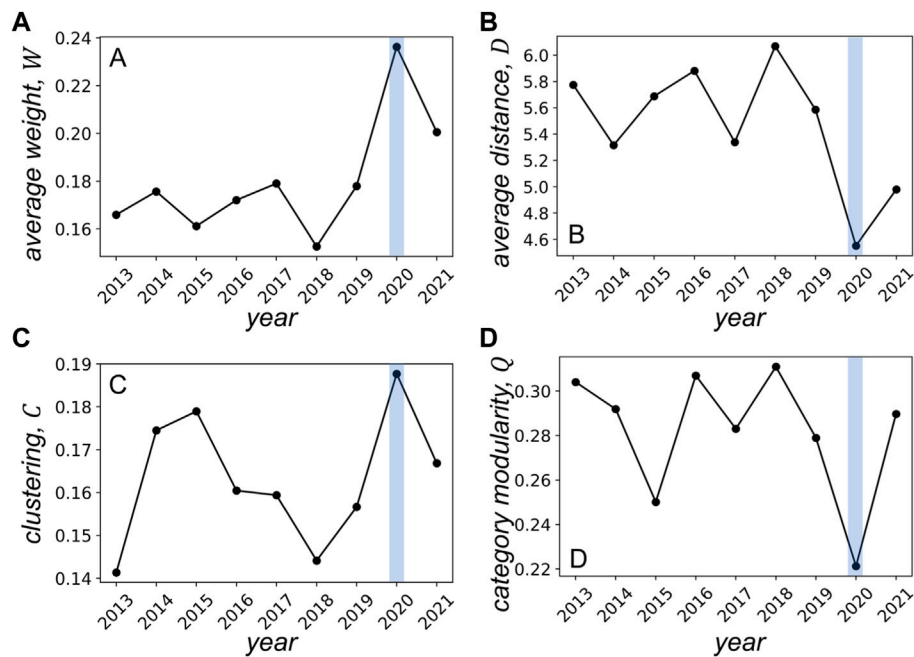 A
average weight, W
0.24
0.22
0.20
0.18
0.16
A
2013 2014 2015 2016 2017 2018 2019 2020 2021
year
B
average distance, D
6.0
5.8
5.6
5.4
5.2
5.0
4.8
4.6
B
2013 2014 2015 2016 2017 2018 2019 2020 2021
year
C
clustering, C
0.19
0.18
0.17
0.16
0.15
0.14
C
2013 2014 2015 2016 2017 2018 2019 2020 2021
year
D
category modularity, Q
0.30
0.28
0.26
0.24
0.22
D
2013 2014 2015 2016 2017 2018 2019 2020 2021
year